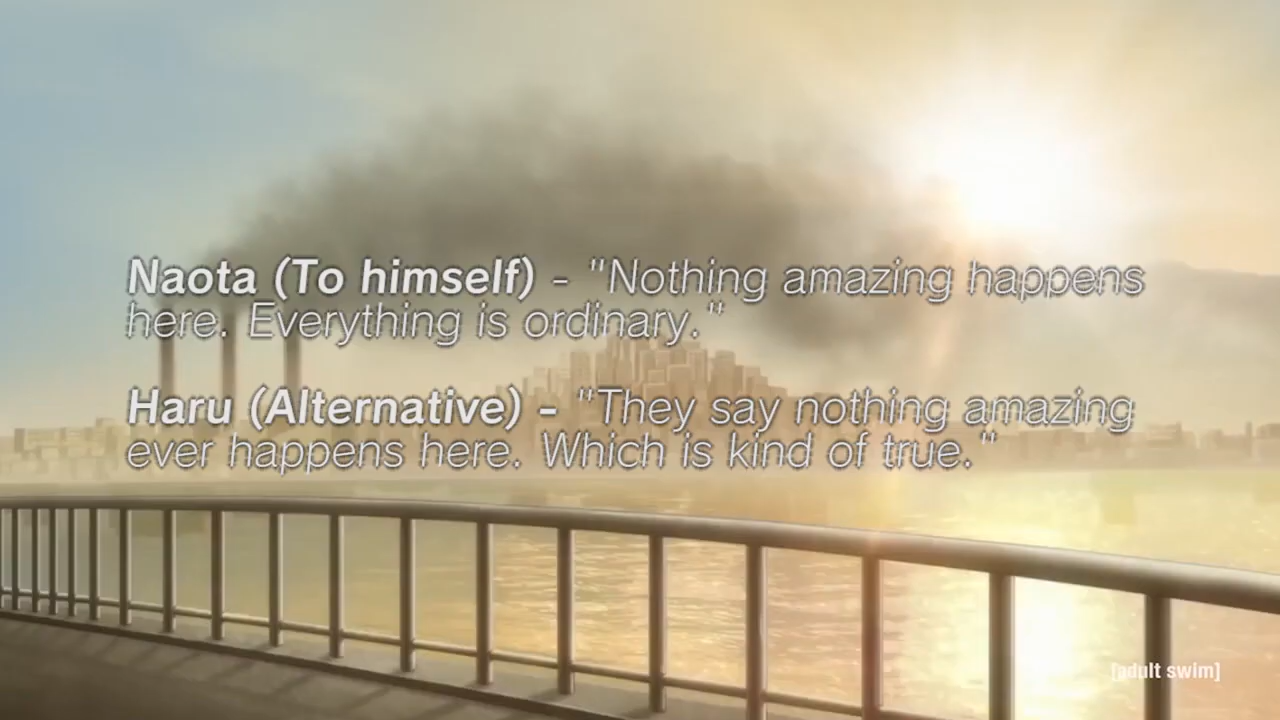 Naota (To himself) - "Nothing amazing happens
here. Everything is ordinary."
Haru (Alternative) - "They say nothing amazing
ever happens here. Which is kind of true."
[adult swim]